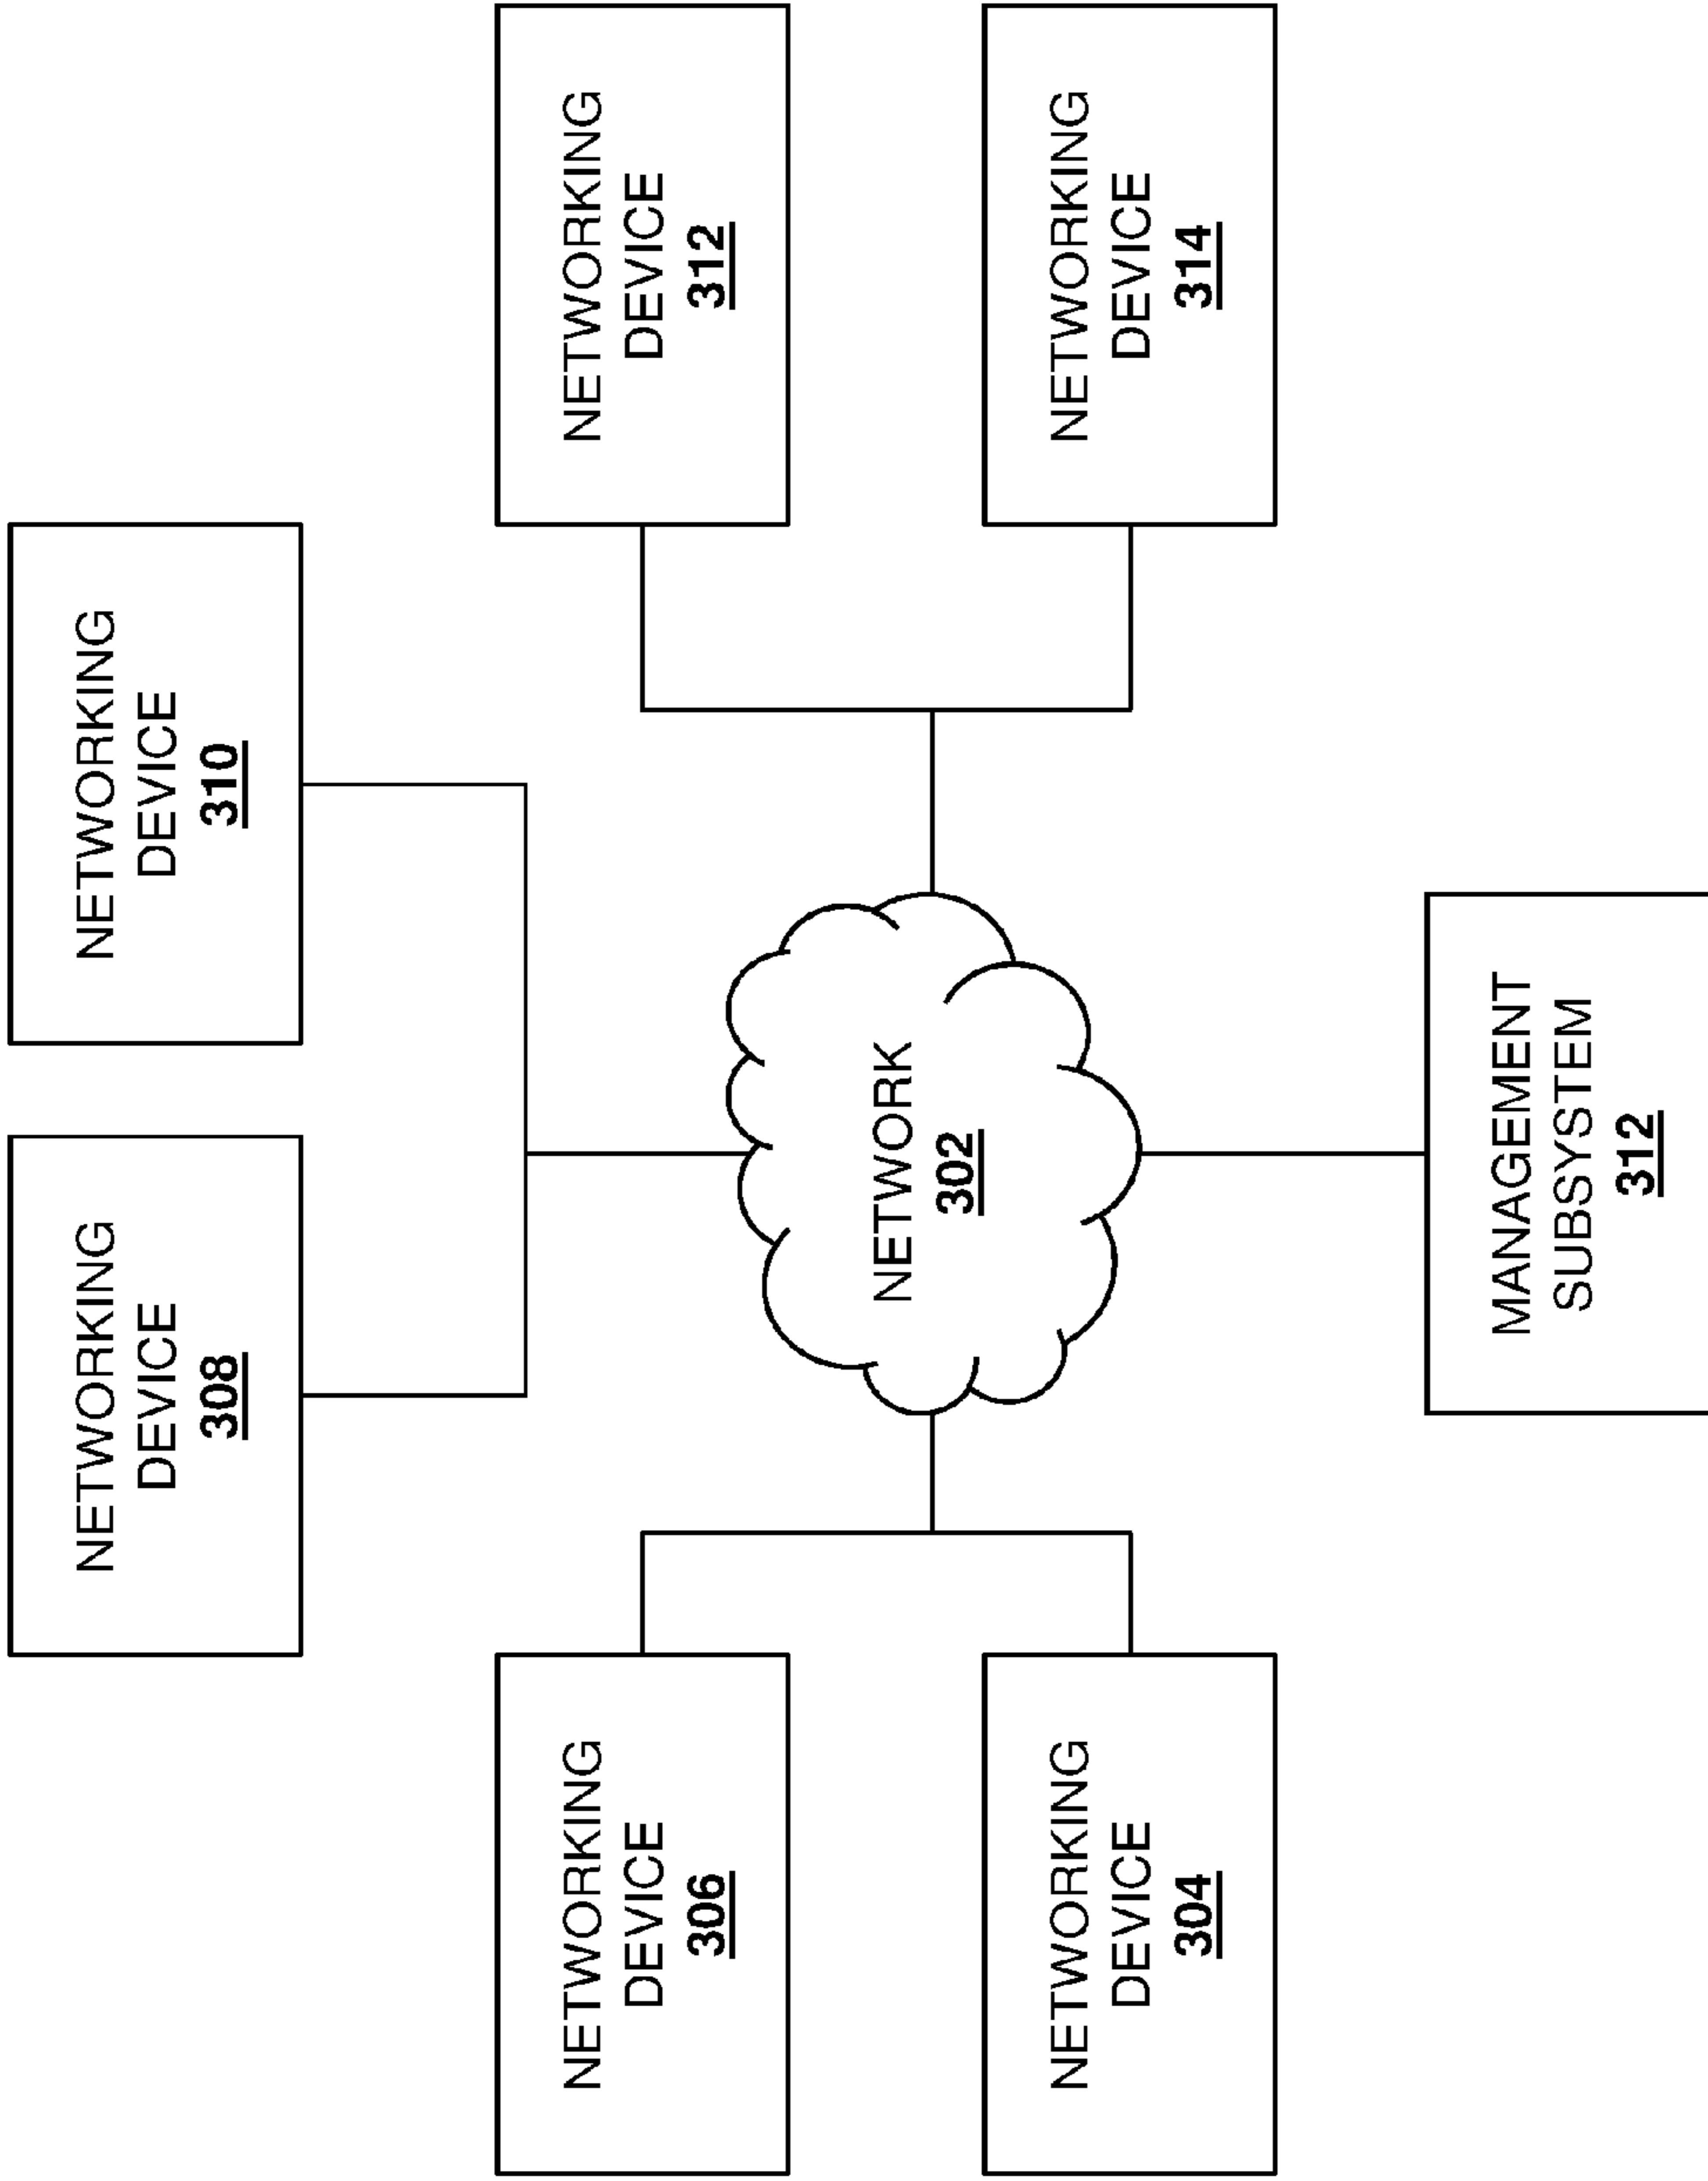 NETWORKING
DEVICE
308
NETWORKING
DEVICE
310
NETWORKING
DEVICE
306
NETWORKING
DEVICE
312
NETWORK
302
NETWORKING
DEVICE
304
NETWORKING
DEVICE
314
MANAGEMENT
SUBSYSTEM
312